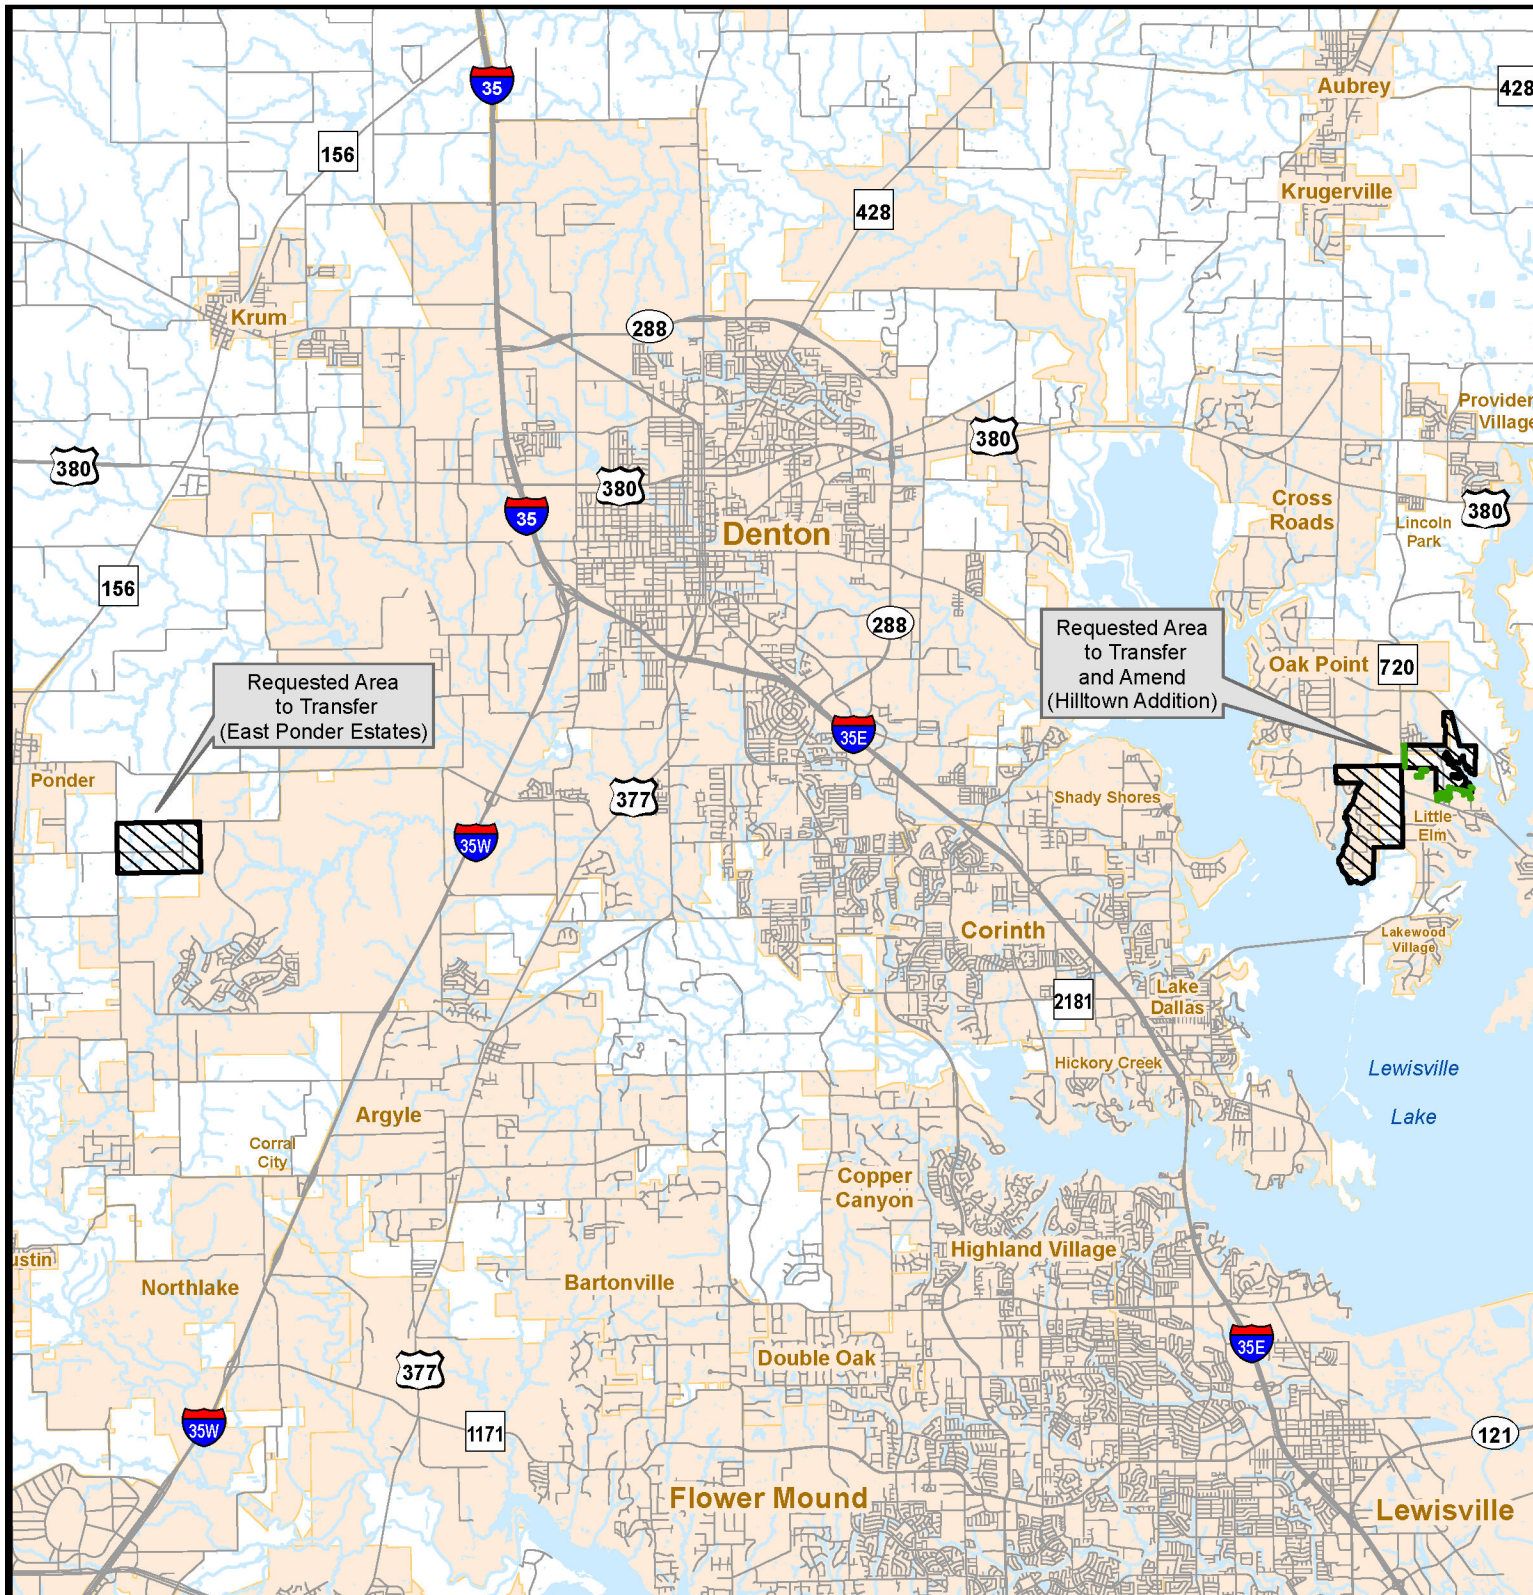 35
Aubrey
428
156
Krugerville
428
Krum
288
Providen
Village
380
380
380
Cross
Roads
380
35
Denton
Lincoln
Park
156
288
Requested Area
to Transfer
and Amend
(Hilltown Addition)
Oak Point
720
Requested Area
to Transfer
(East Ponder Estates)
35E
Ponder
377
Shady Shores
35W
Little
Elm
Corinth
Lakewood
Village
2181
Lake
Dallas
Hickory Creek
Lewisville
Lake
Argyle
Corral
City
Copper
Canyon
ustin
Highland Village
Northlake
Bartonville
35E
Double Oak
377
35W
1171
121
Flower Mound
Lewisville